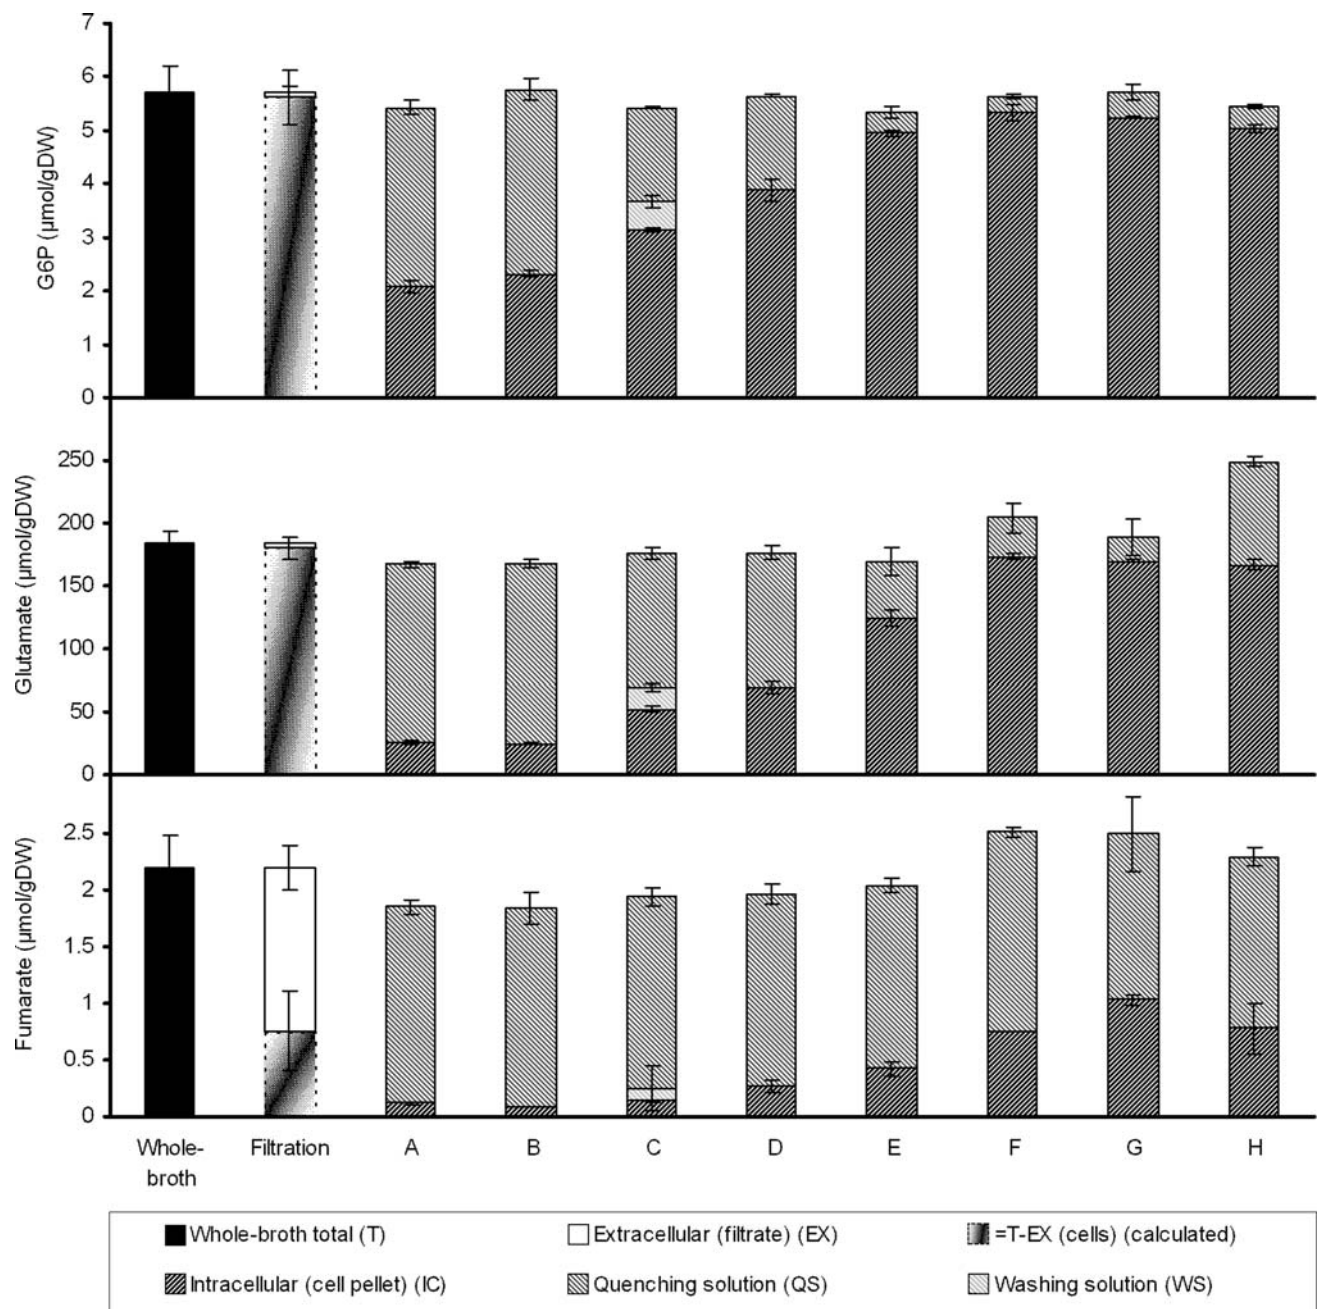 7
6
5
4
3
2
1
0
G6P (µmol/gDW)
250
200
150
100
50
0
Glutamate (µmol/gDW)
2.5
2
1.5
1
0.5
0
Fumarate (µmol/gDW)
Whole-
broth
Filtration
A
B
C
D
E
F
G
H
Whole-broth total (T)
Extracellular (filtrate) (EX)
=T-EX (cells) (calculated)
Intracellular (cell pellet) (IC)
Quenching solution (QS)
Washing solution (WS)